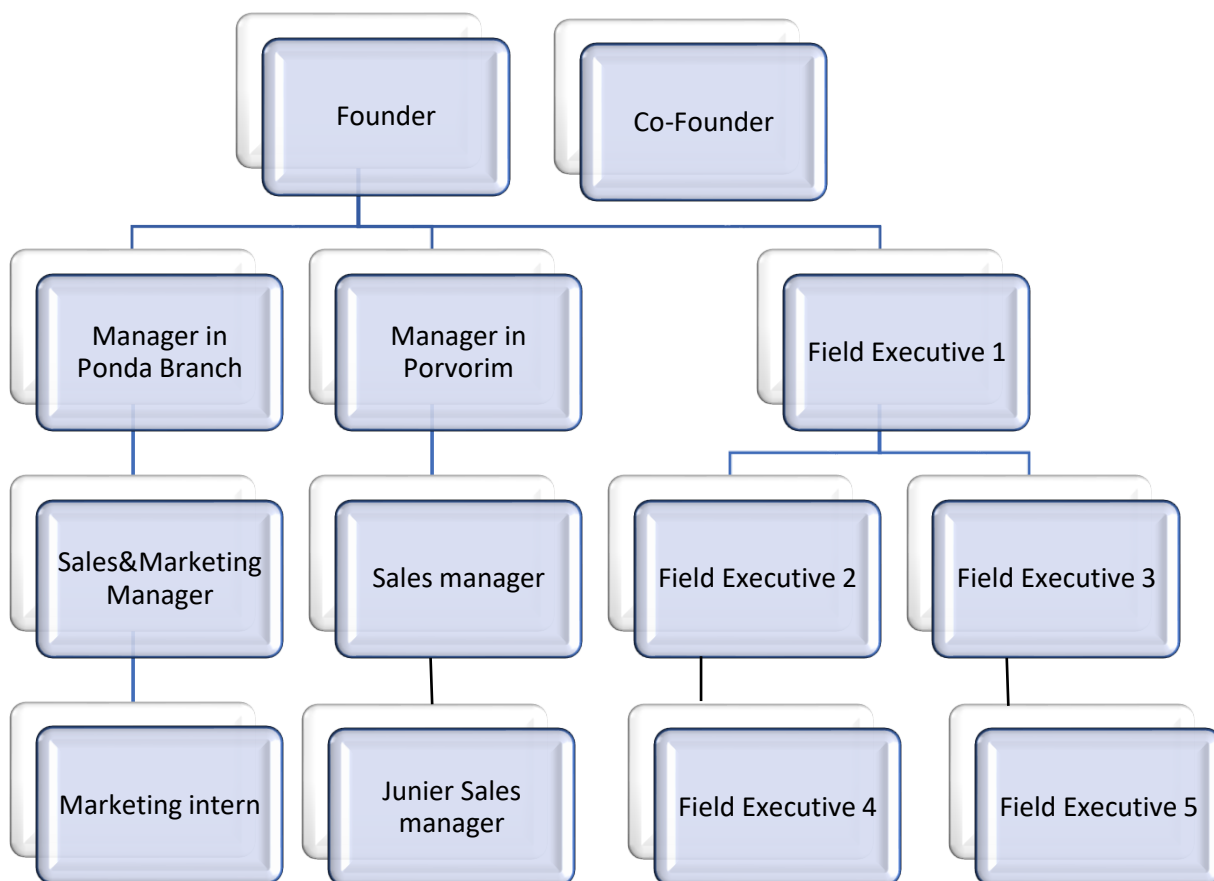 Founder
Co-Founder
Manager in
Ponda Branch
Manager in
Porvorim
Field Executive 1
Sales&Marketing
Manager
Sales manager
Field Executive 2
Field Executive 3
Marketing intern
Junier Sales
manager
Field Executive 4
Field Executive 5